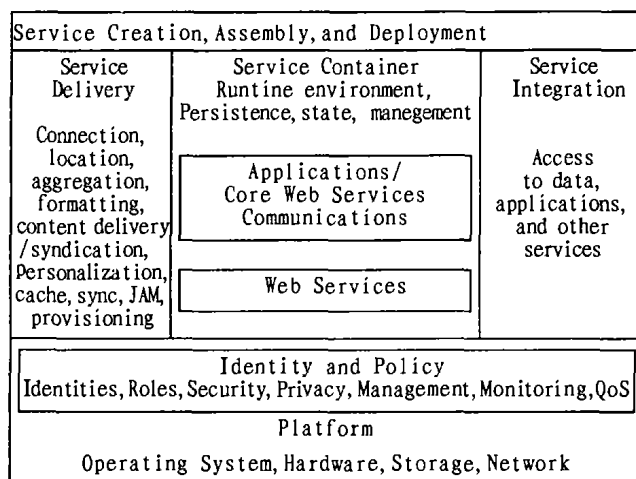 Service Creation, Assembly, and Deployment
Service
Delivery
Connection,
location,
aggregation,
formatting,
content delivery
/syndication,
Personalization,
cache, sync, JAM,
provisioning
Service Container
Runtime environment,
Persistence, state, manegement
Applications/
Core Web Services
Communications
Web Services
Service
Integration
Access
to data,
applications,
and other
services
Identity and Policy
Identities, Roles, Security, Privacy, Management, Monitoring, QoS
Platform
Operating System, Hardware, Storage, Network